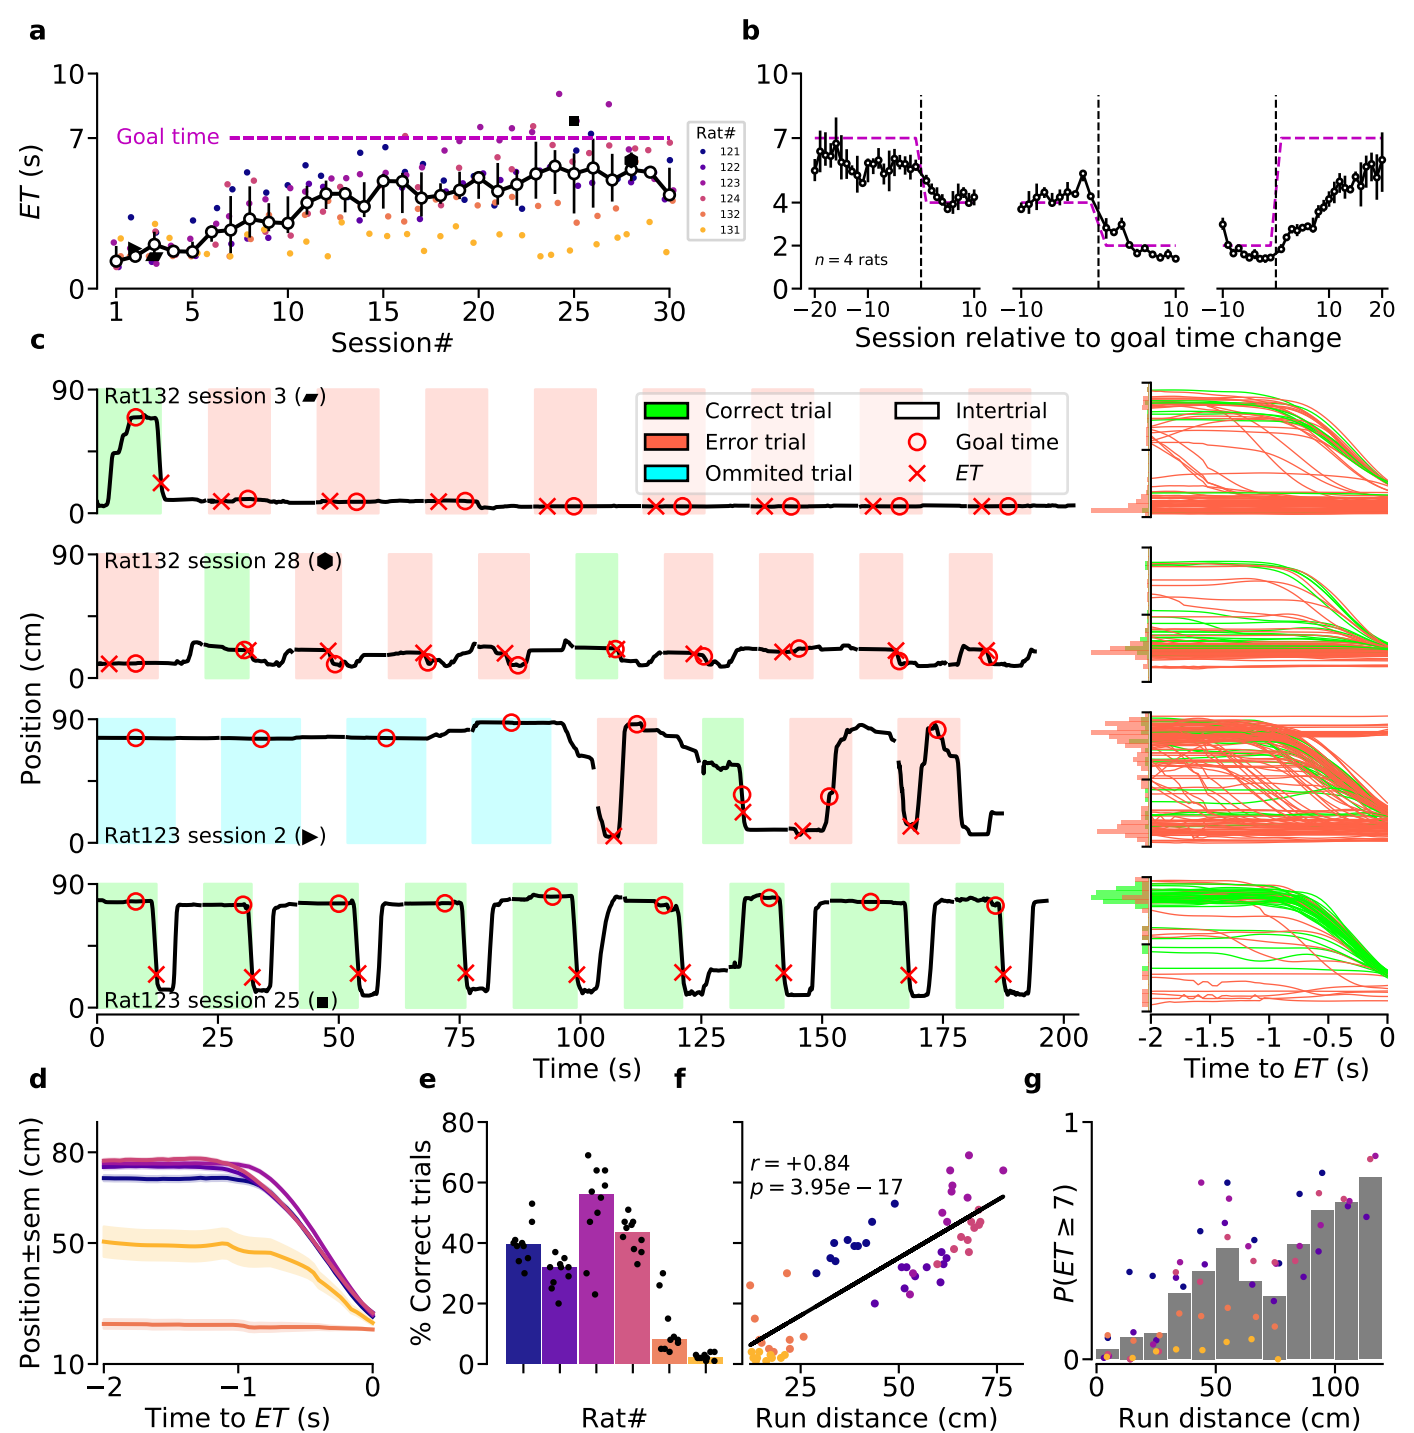 a
10
7
0
ET (s)
Goal time
Rat#
121
122
123
124
132
131
1 5 10 15 20 25 30
Session#
b
10
7
4
2
0
n = 4 rats
−20 −10 10 −10 10 −10 10 20
Session relative to goal time change
c
90
0
Rat132 session 3 (▰)
Correct trial
Error trial
Ommited trial
Intertrial
Goal time
ET
90
0
Rat132 session 28 (⬢)
Position (cm)
90
0
Rat123 session 2 (▶)
90
0
Rat123 session 25 (■)
0 25 50 75 100 125 150 175 200
Time (s)
-2 -1.5 -1 -0.5 0
Time to ET (s)
d
80
50
10
Position±sem (cm)
−2 −1 0
Time to ET (s)
e
80
60
40
20
0
% Correct trials
Rat#
f
r = +0.84
p = 3.95e − 17
25 50 75
Run distance (cm)
g
1
0
P(ET ≥ 7)
0 50 100
Run distance (cm)